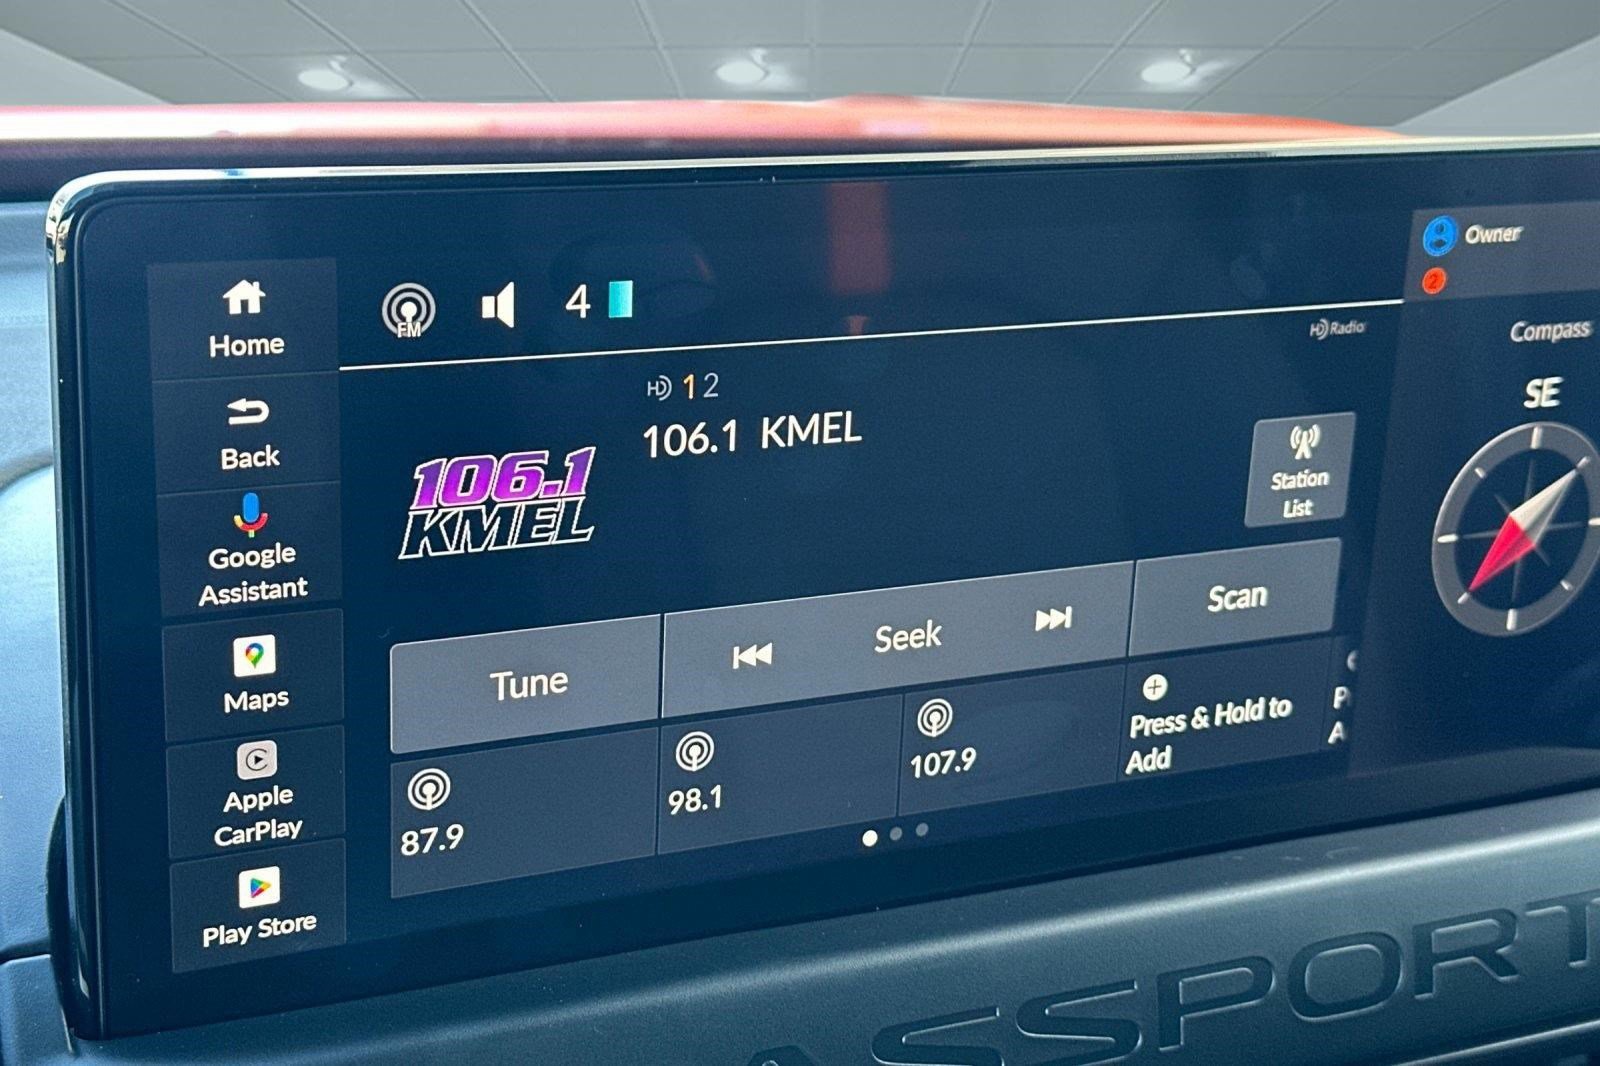 Home
Back
Google
Assistant
Maps
Apple
CarPlay
Play Store
FM
4
HD Radio
HD 1 2
106.1 KMEL
106.1
KMEL
Station
List
Tune
Seek
Scan
87.9
98.1
107.9
Press & Hold to
Add
P
A
Owner
2
Compass
SE
ASSPORT